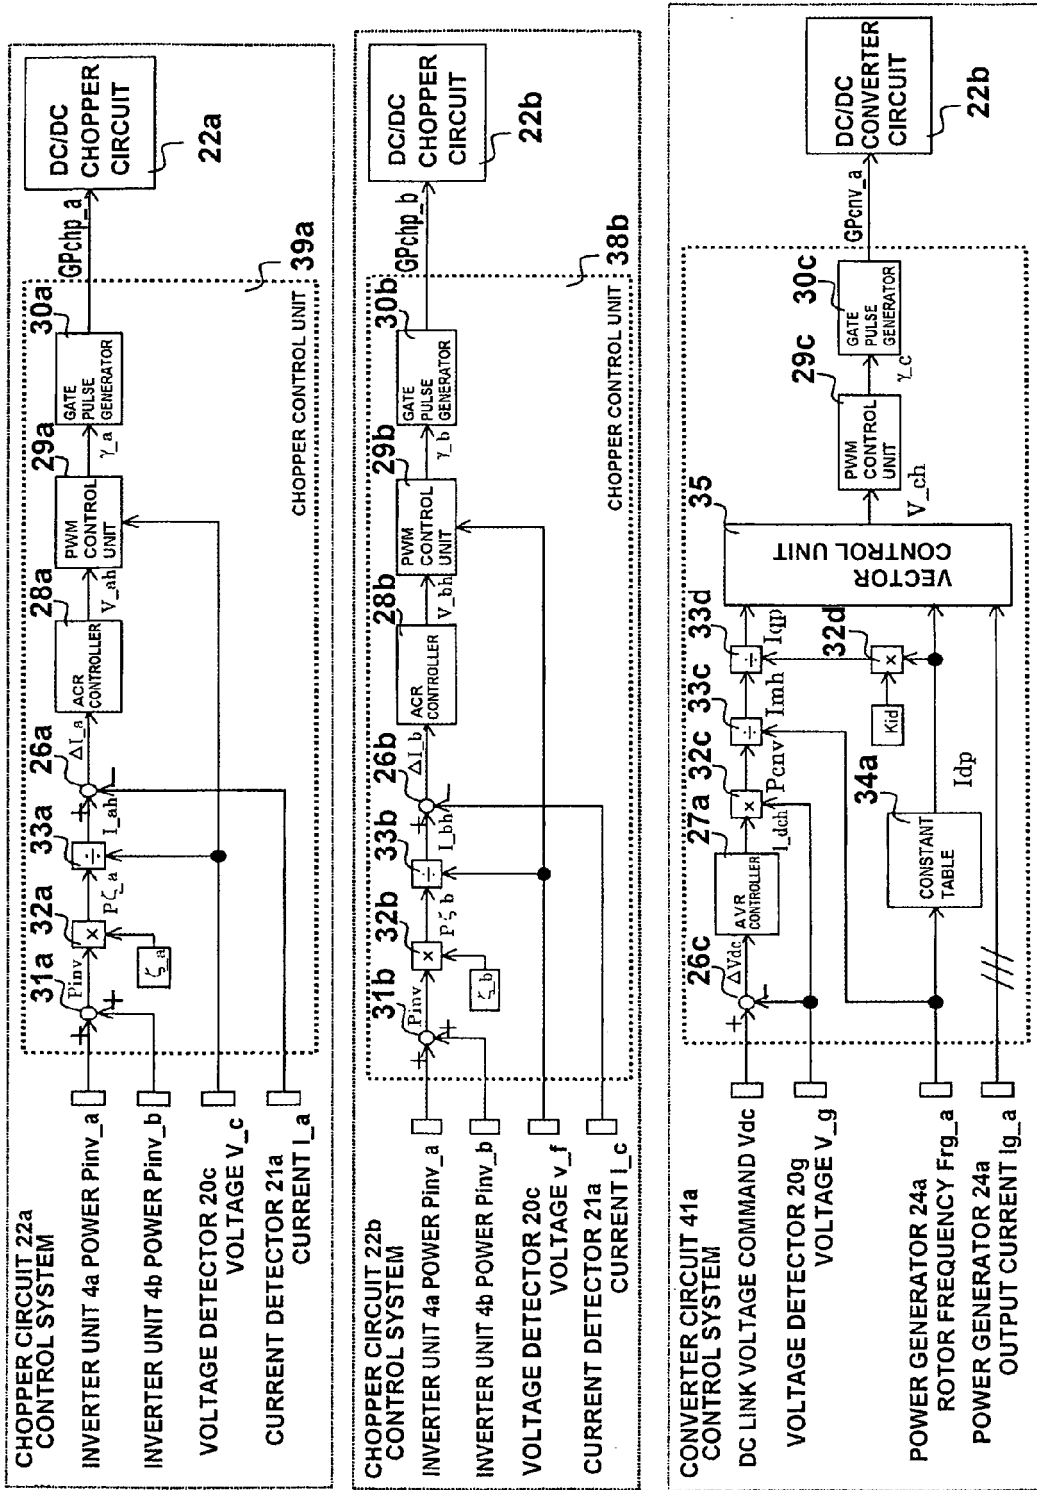 CHOPPER CIRCUIT 22a
CONTROL SYSTEM
INVERTER UNIT 4a POWER Pinv_a
INVERTER UNIT 4b POWER Pinv_b
VOLTAGE DETECTOR 20c
VOLTAGE V_c
CURRENT DETECTOR 21a
CURRENT I_a
31a
Pinv
32a
ζ_a
Pζ_a
33a
I_ah
26a
ΔI_a
28a
ACR
CONTROLLER
V_ah
29a
PWM
CONTROL
UNIT
γ_a
30a
GATE
PULSE
GENERATOR
CHOPPER CONTROL UNIT
39a
GPchp_a
DC/DC
CHOPPER
CIRCUIT
22a
CHOPPER CIRCUIT 22b
CONTROL SYSTEM
INVERTER UNIT 4a POWER Pinv_a
INVERTER UNIT 4b POWER Pinv_b
VOLTAGE DETECTOR 20c
VOLTAGE v_f
CURRENT DETECTOR 21a
CURRENT I_c
31b
Pinv
32b
ζ_b
Pζ_b
33b
I_bh
26b
ΔI_b
28b
ACR
CONTROLLER
V_bh
29b
PWM
CONTROL
UNIT
γ_b
30b
GATE
PULSE
GENERATOR
CHOPPER CONTROL UNIT
38b
GPchp_b
DC/DC
CHOPPER
CIRCUIT
22b
CONVERTER CIRCUIT 41a
CONTROL SYSTEM
DC LINK VOLTAGE COMMAND Vdc
VOLTAGE DETECTOR 20g
VOLTAGE V_g
POWER GENERATOR 24a
ROTOR FREQUENCY Frg_a
POWER GENERATOR 24a
OUTPUT CURRENT Ig_a
26c
ΔVdc
27a
AVR
CONTROLLER
I_dch
32c
Pcnv
33c
Imh
33d
Iqp
32d
Kid
34a
CONSTANT
TABLE
Idp
35
VECTOR
CONTROL UNIT
V_ch
29c
PWM
CONTROL
UNIT
γ_c
30c
GATE
PULSE
GENERATOR
GPcnv_a
DC/DC
CONVERTER
CIRCUIT
22b